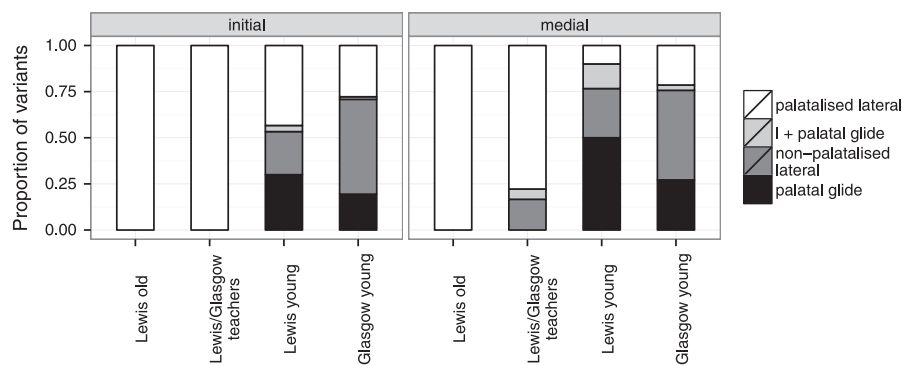 initial
medial
Proportion of variants
1.00
0.75
0.50
0.25
0.00
Lewis old
Lewis/Glasgow
teachers
Lewis young
Glasgow young
Lewis old
Lewis/Glasgow
teachers
Lewis young
Glasgow young
palatalised lateral
l + palatal glide
non–palatalised
lateral
palatal glide